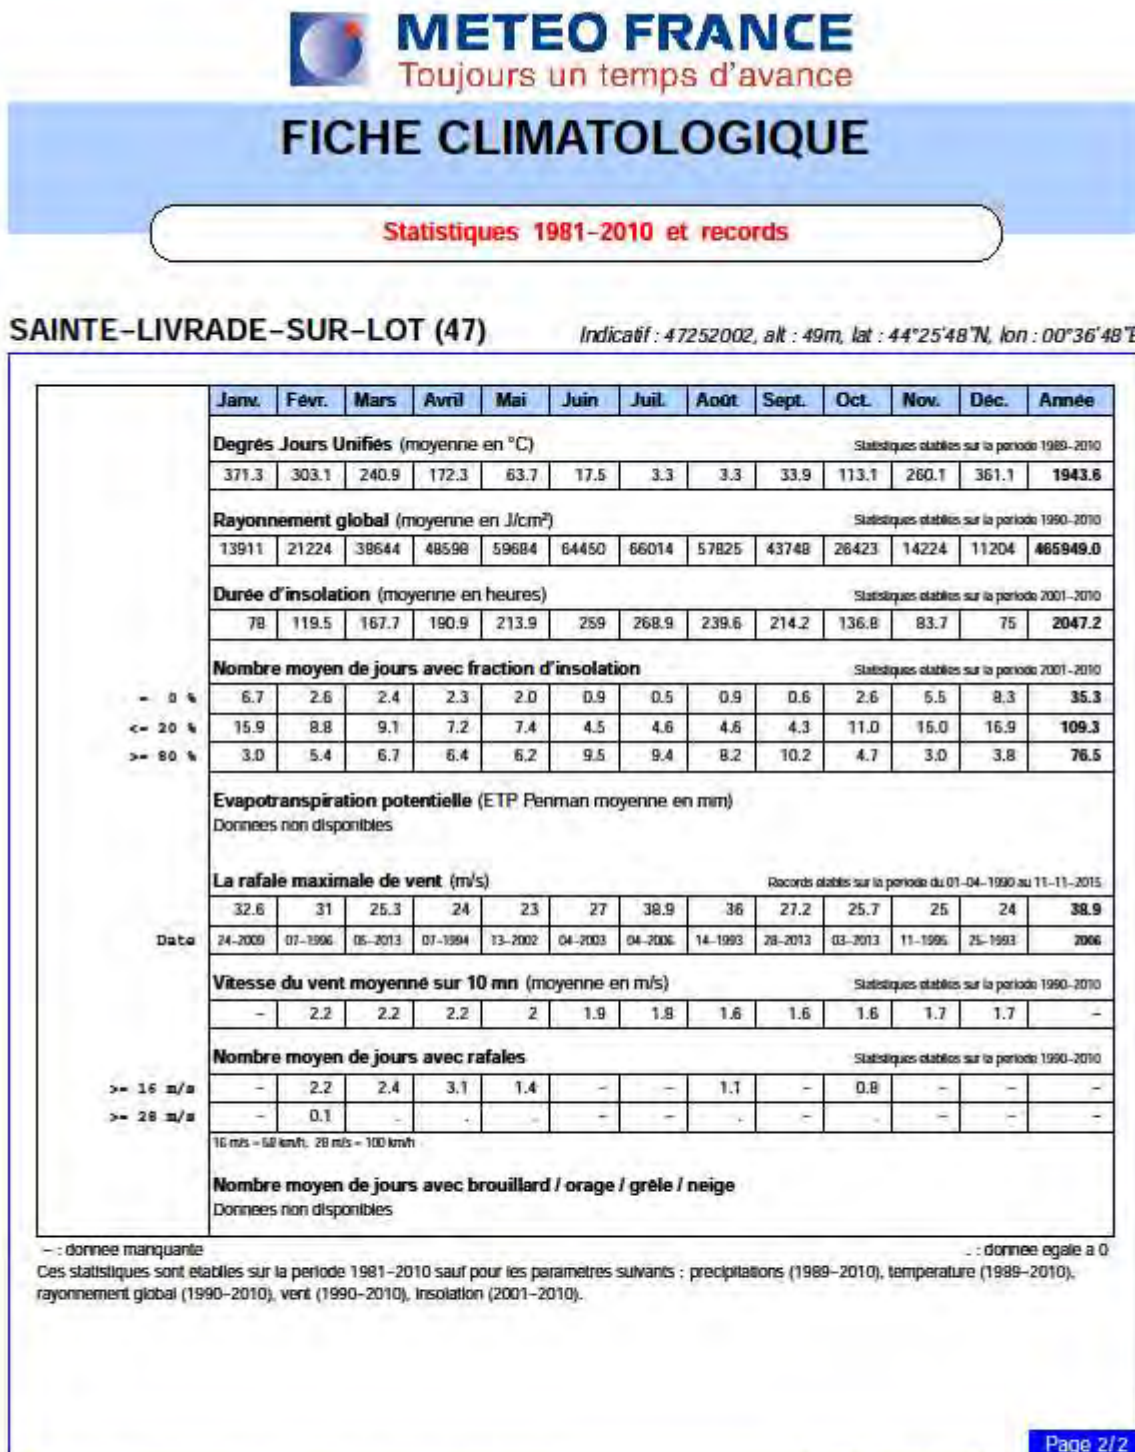 METEO FRANCE
Toujours un temps d'avance
FICHE CLIMATOLOGIQUE
Statistiques 1981–2010 et records
SAINTE–LIVRADE–SUR–LOT (47) Indicatif : 47252002, alt : 49m, lat : 44°25'48"N, lon : 00°36'48"E
Janv. Févr. Mars Avril Mai Juin Juil. Août Sept. Oct. Nov. Déc. Année
Degrés Jours Unifiés (moyenne en °C) Statistiques etablies sur la periode 1989–2010
371.3 303.1 240.9 172.3 63.7 17.5 3.3 3.3 33.9 113.1 260.1 361.1 1943.6
Rayonnement global (moyenne en J/cm²) Statistiques etablies sur la periode 1990–2010
13911 21224 38644 48598 59684 64450 66014 57825 43748 26423 14224 11204 465949.0
Durée d'insolation (moyenne en heures) Statistiques etablies sur la periode 2001–2010
78 119.5 167.7 190.9 213.9 259 268.9 239.6 214.2 136.8 83.7 75 2047.2
Nombre moyen de jours avec fraction d'insolation Statistiques etablies sur la periode 2001–2010
= 0 % 6.7 2.6 2.4 2.3 2.0 0.9 0.5 0.9 0.6 2.6 5.5 8.3 35.3
<= 20 % 15.9 8.8 9.1 7.2 7.4 4.5 4.6 4.6 4.3 11.0 15.0 16.9 109.3
>= 80 % 3.0 5.4 6.7 6.4 6.2 9.5 9.4 8.2 10.2 4.7 3.0 3.8 76.5
Evapotranspiration potentielle (ETP Penman moyenne en mm)
Donnees non disponibles
La rafale maximale de vent (m/s) Records etablis sur la periode du 01–04–1990 au 11–11–2015
32.6 31 25.3 24 23 27 38.9 36 27.2 25.7 25 24 38.9
Date 24–2009 07–1996 05–2013 07–1994 13–2002 04–2003 04–2006 14–1993 28–2013 03–2013 11–1995 25–1993 2006
Vitesse du vent moyenné sur 10 mn (moyenne en m/s) Statistiques etablies sur la periode 1990–2010
– 2.2 2.2 2.2 2 1.9 1.8 1.6 1.6 1.6 1.7 1.7 –
Nombre moyen de jours avec rafales Statistiques etablies sur la periode 1990–2010
>= 16 m/s – 2.2 2.4 3.1 1.4 – – 1.1 – 0.8 – – –
>= 28 m/s – 0.1 . . . – – . – . – – –
16 m/s = 58 km/h, 28 m/s = 100 km/h
Nombre moyen de jours avec brouillard / orage / grêle / neige
Donnees non disponibles
– : donnee manquante . : donnee egale a 0
Ces statistiques sont etablies sur la periode 1981–2010 sauf pour les parametres suivants : precipitations (1989–2010), temperature (1989–2010),
rayonnement global (1990–2010), vent (1990–2010), insolation (2001–2010).
Page 2/2